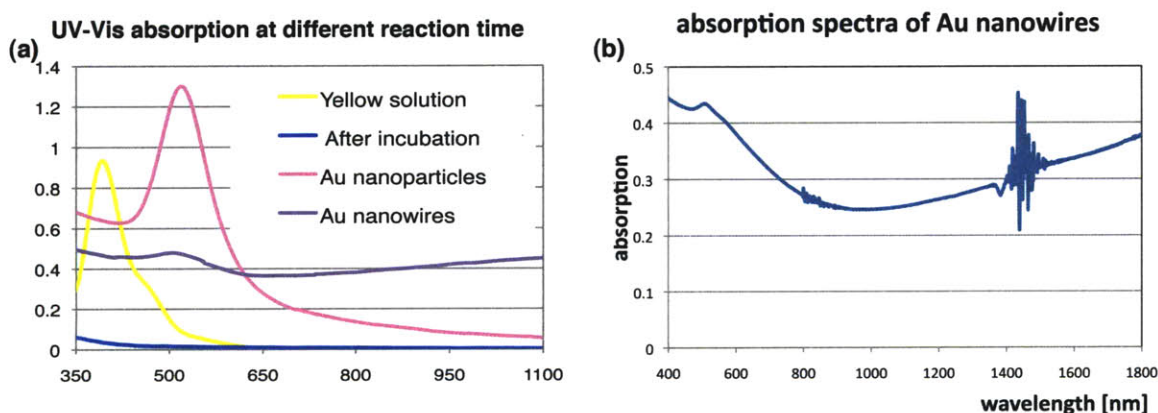 UV-Vis absorption at different reaction time
(a)
1.4
1.2
1
0.8
0.6
0.4
0.2
0
350 500 650 800 950 1100
Yellow solution
After incubation
Au nanoparticles
Au nanowires
absorption spectra of Au nanowires
(b)
absorption
0.5
0.4
0.3
0.2
0.1
0
400 600 800 1000 1200 1400 1600 1800
wavelength [nm]